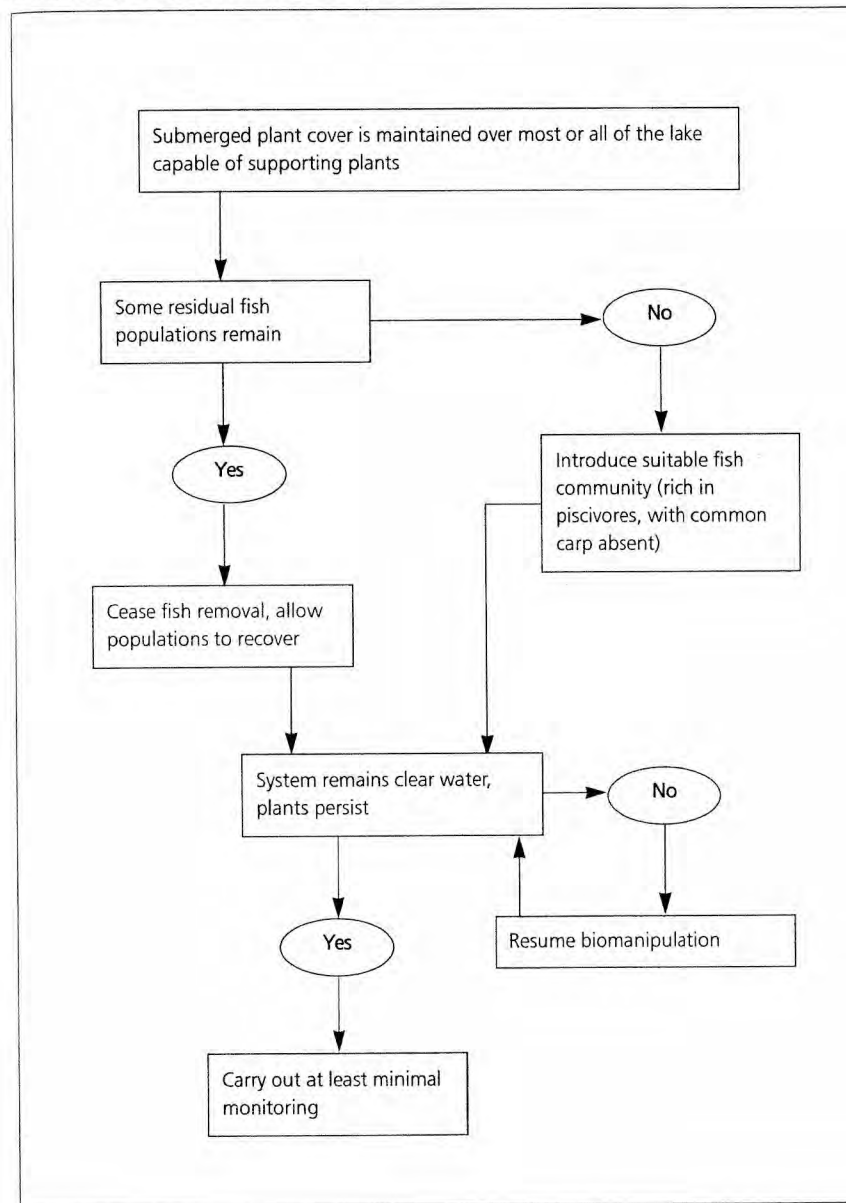 Submerged plant cover is maintained over most or all of the lake
capable of supporting plants
Some residual fish
populations remain
No
Yes
Introduce suitable fish
community (rich in
piscivores, with common
carp absent)
Cease fish removal, allow
populations to recover
System remains clear water,
plants persist
No
Yes
Resume biomanipulation
Carry out at least minimal
monitoring